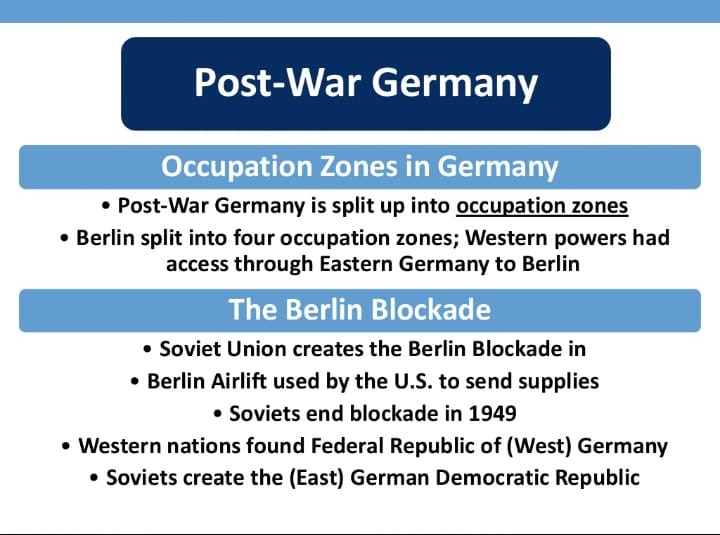 Post-War Germany
Occupation Zones in Germany
• Post-War Germany is split up into occupation zones
• Berlin split into four occupation zones; Western powers had
access through Eastern Germany to Berlin
The Berlin Blockade
• Soviet Union creates the Berlin Blockade in
• Berlin Airlift used by the U.S. to send supplies
• Soviets end blockade in 1949
• Western nations found Federal Republic of (West) Germany
• Soviets create the (East) German Democratic Republic